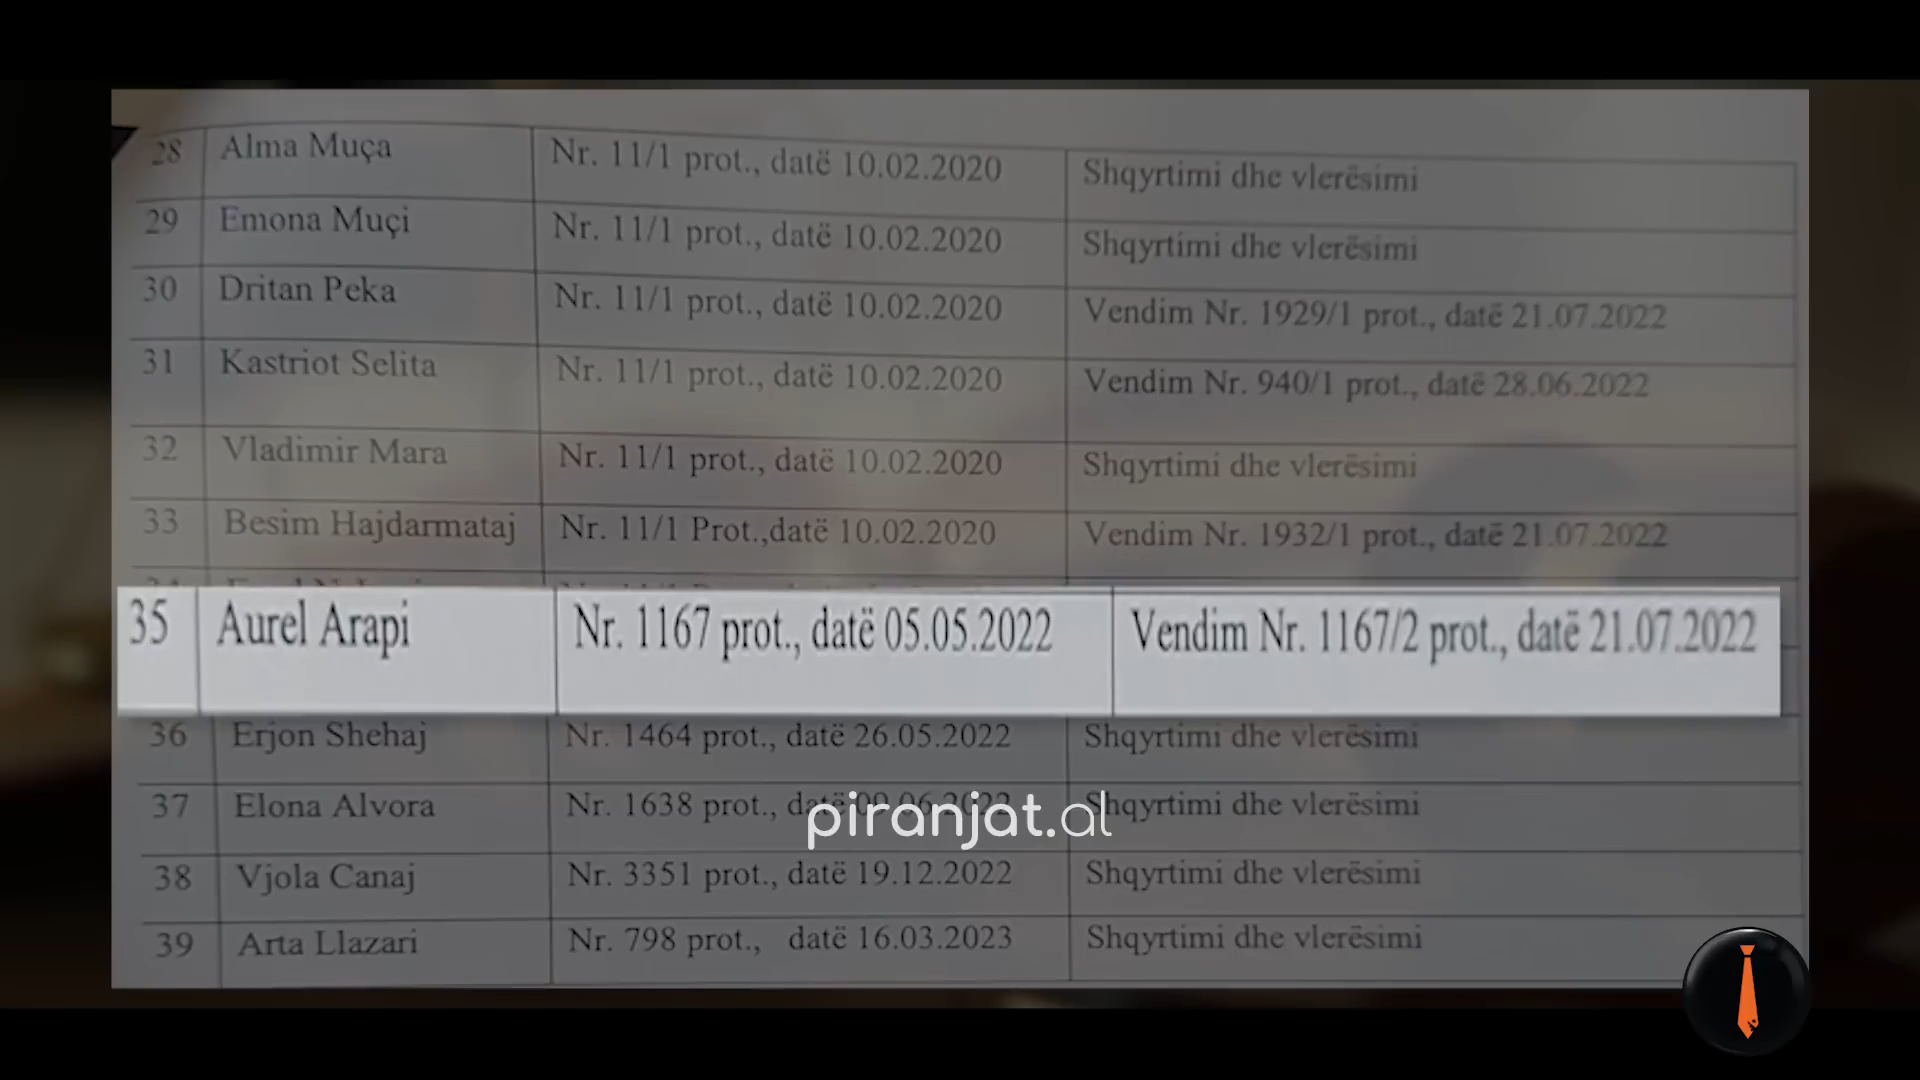 28 Alma Muça Nr. 11/1 prot., datë 10.02.2020 Shqyrtimi dhe vlerësimi
29 Emona Muçi Nr. 11/1 prot., datë 10.02.2020 Shqyrtimi dhe vlerësimi
30 Dritan Peka Nr. 11/1 prot., datë 10.02.2020 Vendim Nr. 1929/1 prot., datë 21.07.2022
31 Kastriot Selita Nr. 11/1 prot., datë 10.02.2020 Vendim Nr. 940/1 prot., datë 28.06.2022
32 Vladimir Mara Nr. 11/1 prot., datë 10.02.2020 Shqyrtimi dhe vlerësimi
33 Besim Hajdarmataj Nr. 11/1 Prot.,datë 10.02.2020 Vendim Nr. 1932/1 prot., datë 21.07.2022
35 Aurel Arapi Nr. 1167 prot., datë 05.05.2022 Vendim Nr. 1167/2 prot., datë 21.07.2022
36 Erjon Shehaj Nr. 1464 prot., datë 26.05.2022 Shqyrtimi dhe vlerësimi
37 Elona Alvora Nr. 1638 prot., datë 09.06.2022 Shqyrtimi dhe vlerësimi
piranjat.al
38 Vjola Canaj Nr. 3351 prot., datë 19.12.2022 Shqyrtimi dhe vlerësimi
39 Arta Llazari Nr. 798 prot., datë 16.03.2023 Shqyrtimi dhe vlerësimi